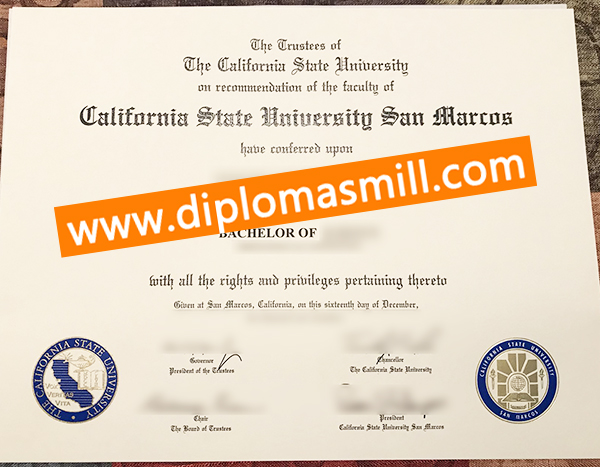 The Trustees of
The California State University
on recommendation of the faculty of
California State University San Marcos
have conferred upon
www.diplomasmill.com
BACHELOR OF
with all the rights and privileges pertaining thereto
Given at San Marcos, California, on this sixteenth day of December,
Governor
President of the Trustees
Chancellor
The California State University
Chair
The Board of Trustees
President
California State University San Marcos
THE CALIFORNIA STATE UNIVERSITY
VOX
VERITAS
VITA
CALIFORNIA STATE UNIVERSITY
SAN MARCOS